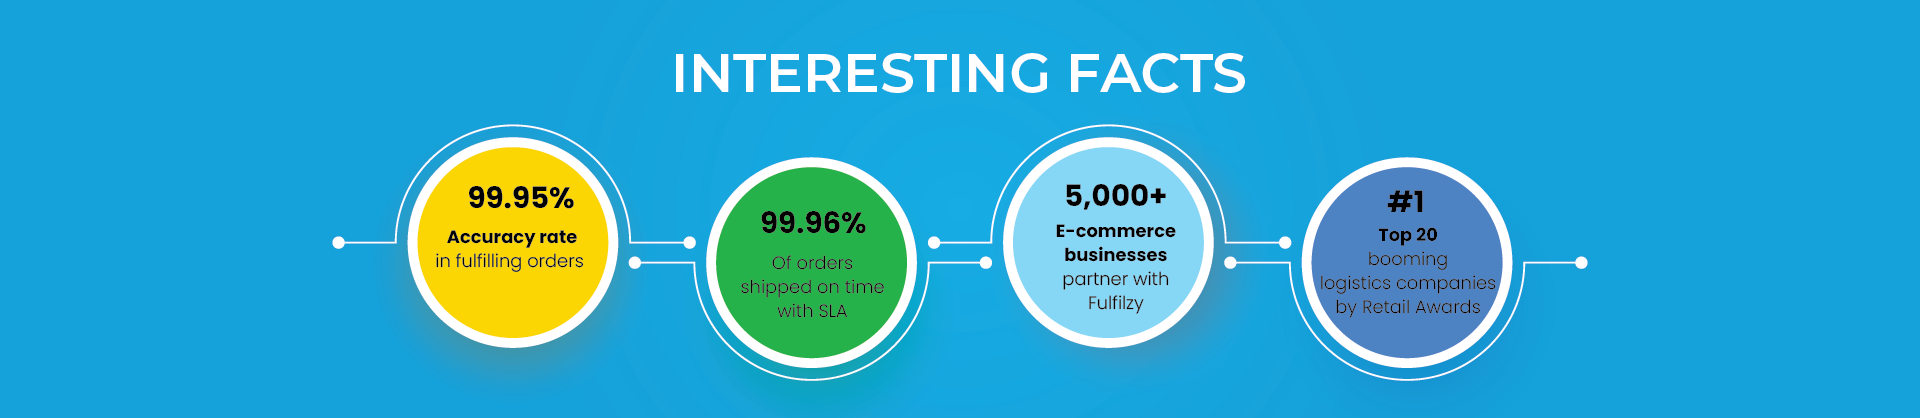 INTERESTING FACTS
99.95%
Accuracy rate
in fulfilling orders
99.96%
Of orders
shipped on time
with SLA
5,000+
E-commerce
businesses
partner with
Fulfilzy
#1
Top 20
booming
logistics companies
by Retail Awards